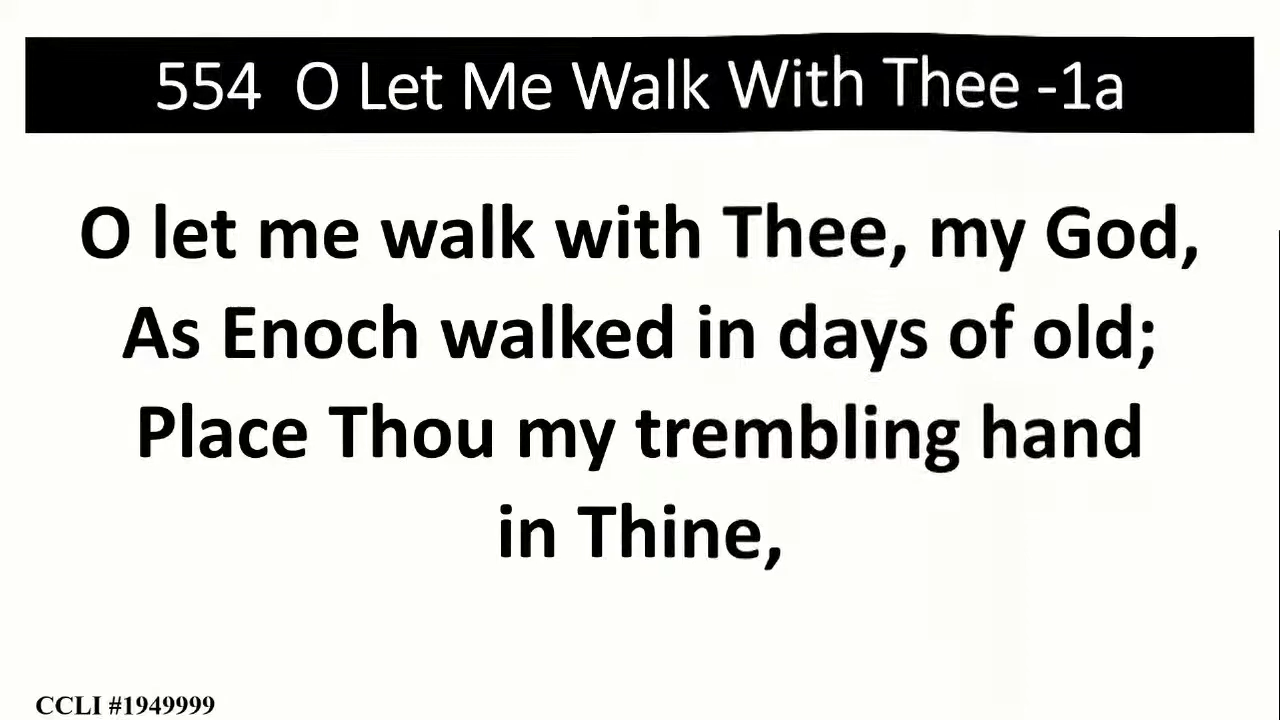 554 O Let Me Walk With Thee -1a
O let me walk with Thee, my God,
As Enoch walked in days of old;
Place Thou my trembling hand
in Thine,
CCLI #1949999